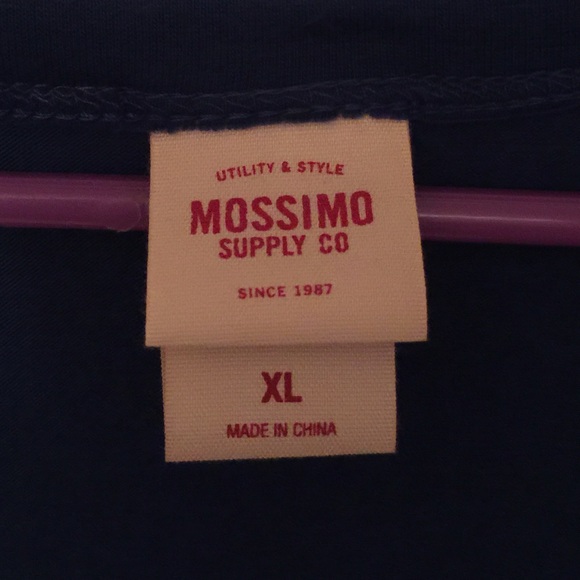 UTILITY & STYLE
MOSSIMO
SUPPLY CO
SINCE 1987
XL
MADE IN CHINA